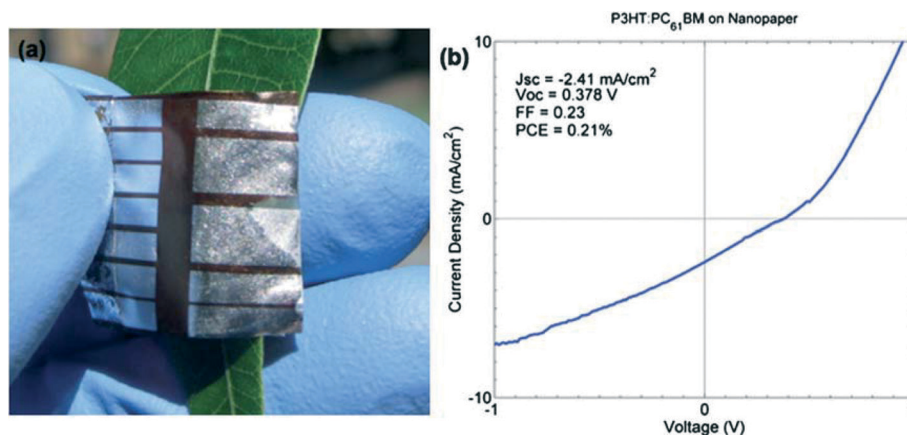 (a)
P3HT:PC61BM on Nanopaper
(b)
10
Jsc = -2.41 mA/cm²
Voc = 0.378 V
FF = 0.23
PCE = 0.21%
Current Density (mA/cm²)
0
-10
-1
0
Voltage (V)